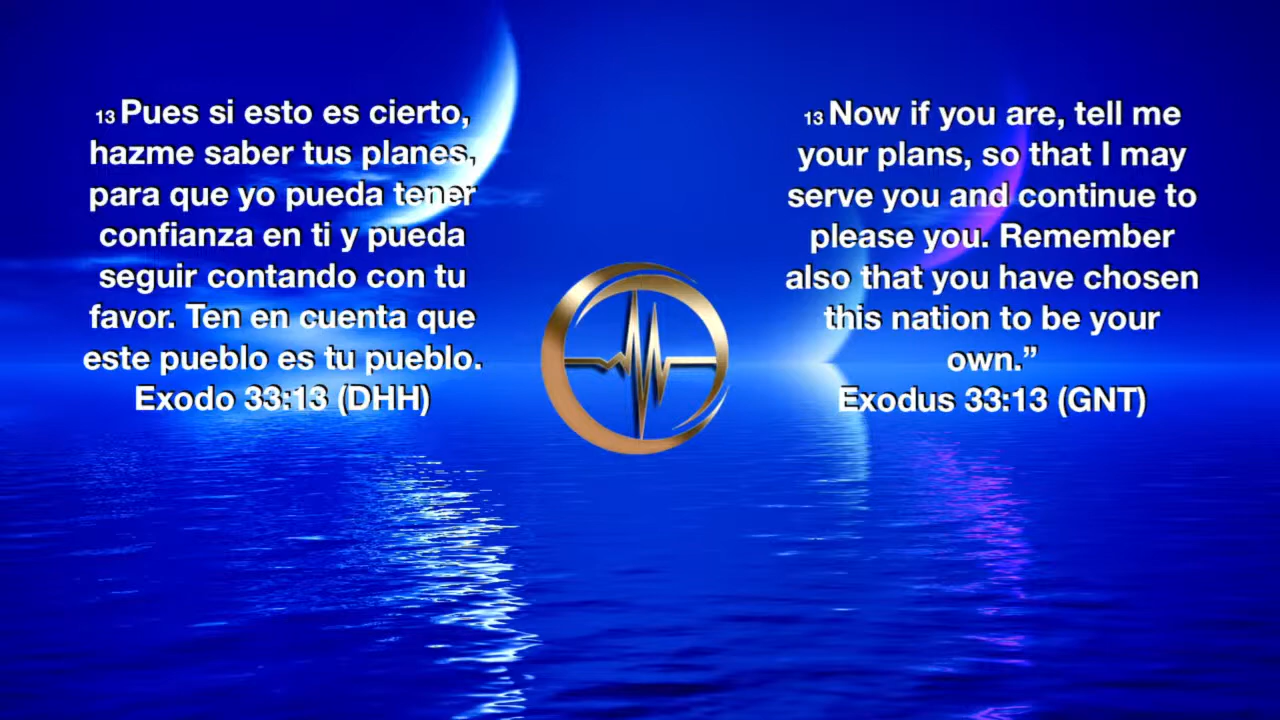 13 Pues si esto es cierto,
hazme saber tus planes,
para que yo pueda tener
confianza en ti y pueda
seguir contando con tu
favor. Ten en cuenta que
este pueblo es tu pueblo.
Exodo 33:13 (DHH)
13 Now if you are, tell me
your plans, so that I may
serve you and continue to
please you. Remember
also that you have chosen
this nation to be your
own.”
Exodus 33:13 (GNT)